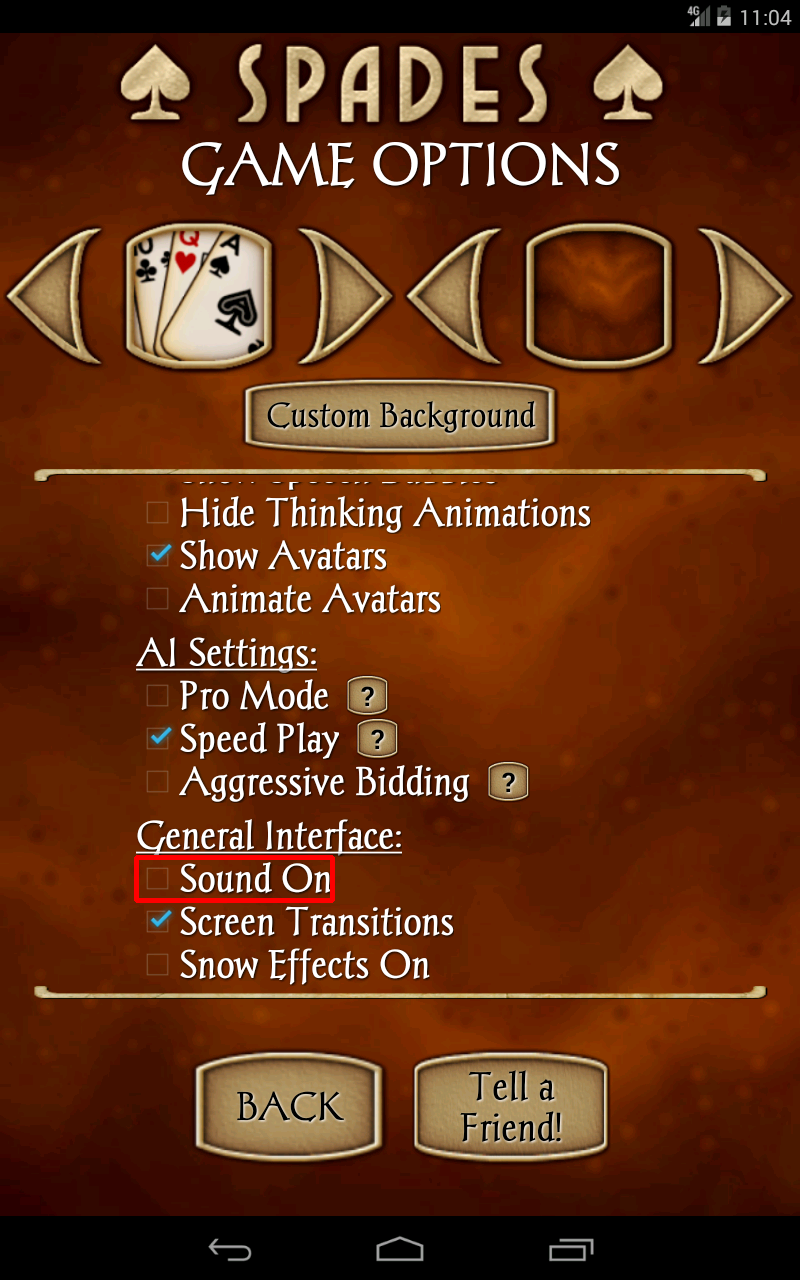 11:04
4G
SPADES
GAME OPTIONS
Q
A
Custom Background
Hide Thinking Animations
Show Avatars
Animate Avatars
AI Settings:
Pro Mode ?
Speed Play ?
Aggressive Bidding ?
General Interface:
Sound On
Screen Transitions
Snow Effects On
BACK
Tell a
Friend!